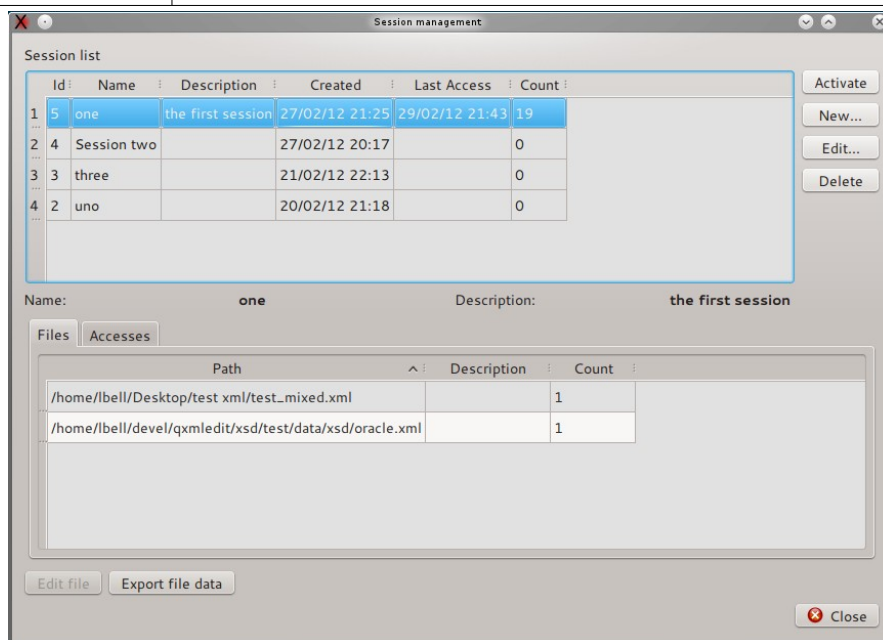 Session management
Session list
Id Name Description Created Last Access Count
1 5 one the first session 27/02/12 21:25 29/02/12 21:43 19
2 4 Session two 27/02/12 20:17 0
3 3 three 21/02/12 22:13 0
4 2 uno 20/02/12 21:18 0
Activate
New...
Edit...
Delete
Name: one Description: the first session
Files Accesses
Path Description Count
/home/lbell/Desktop/test xml/test_mixed.xml 1
/home/lbell/devel/qxmledit/xsd/test/data/xsd/oracle.xml 1
Edit file Export file data
Close